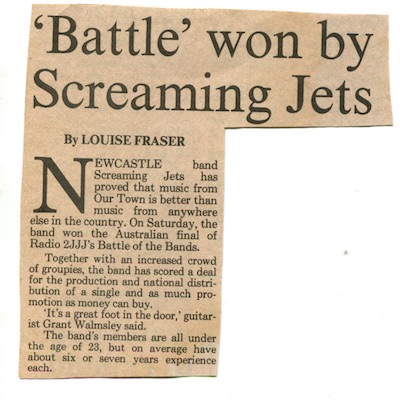 ‘Battle’ won by
Screaming Jets
By LOUISE FRASER
NEWCASTLE band
Screaming Jets has
proved that music from
Our Town is better than
music from anywhere
else in the country. On Saturday, the
band won the Australian final of
Radio 2JJJ’s Battle of the Bands.
Together with an increased crowd
of groupies, the band has scored a deal
for the production and national distri-
bution of a single and as much pro-
motion as money can buy.
‘It’s a great foot in the door,’ guitar-
ist Grant Walmsley said.
The band’s members are all under
the age of 23, but on average have
about six or seven years experience
each.